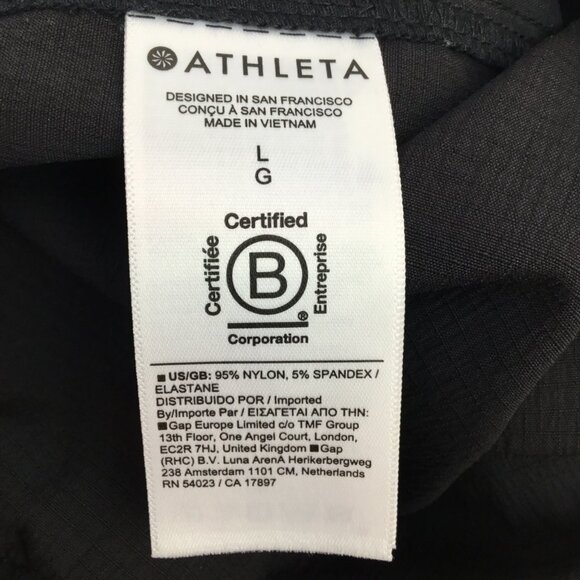 ATHLETA
DESIGNED IN SAN FRANCISCO
CONÇU À SAN FRANCISCO
MADE IN VIETNAM
L
G
Certified
Certifiée
B
Entreprise
®
Corporation
■ US/GB: 95% NYLON, 5% SPANDEX /
ELASTANE
DISTRIBUIDO POR / Imported
By/Importe Par / ΕΙΣΑΓΕΤΑΙ ΑΠΟ ΤΗΝ:
■Gap Europe Limited c/o TMF Group
13th Floor, One Angel Court, London,
EC2R 7HJ, United Kingdom ■Gap
(RHC) B.V. Luna ArenA Herikerbergweg
238 Amsterdam 1101 CM, Netherlands
RN 54023 / CA 17897